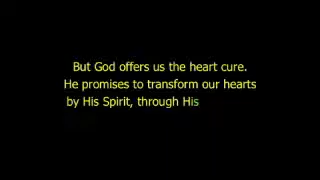 But God offers us the heart cure.
He promises to transform our hearts
by His Spirit, through His